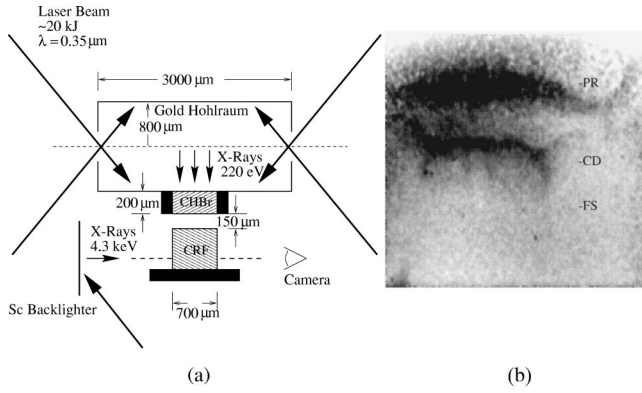 Laser Beam
~20 kJ
λ = 0.35 μm
3000 μm
Gold Hohlraum
800 μm
X-Rays
220 eV
200 μm
CHBr
150 μm
X-Rays
4.3 keV
CRF
Camera
Sc Backlighter
700 μm
(a)
-PR
-CD
-FS
(b)